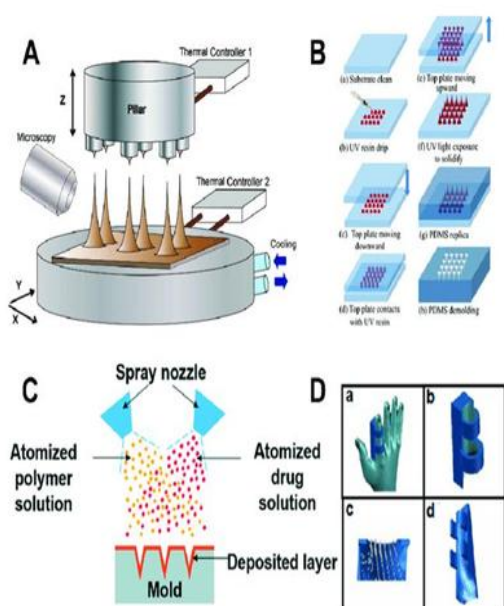 A
Thermal Controller 1
Z
Pillar
Microscopy
Thermal Controller 2
Cooling
Y
X
B
(a) Substrate clean
(e) Top plate moving
upward
(b) UV resin drip
(f) UV light exposure
to solidify
(c) Top plate moving
downward
(g) PDMS replica
(d) Top plate contacts
with UV resin
(h) PDMS demolding
C
Spray nozzle
Atomized
polymer
solution
Atomized
drug
solution
Deposited layer
Mold
D
a
b
c
d